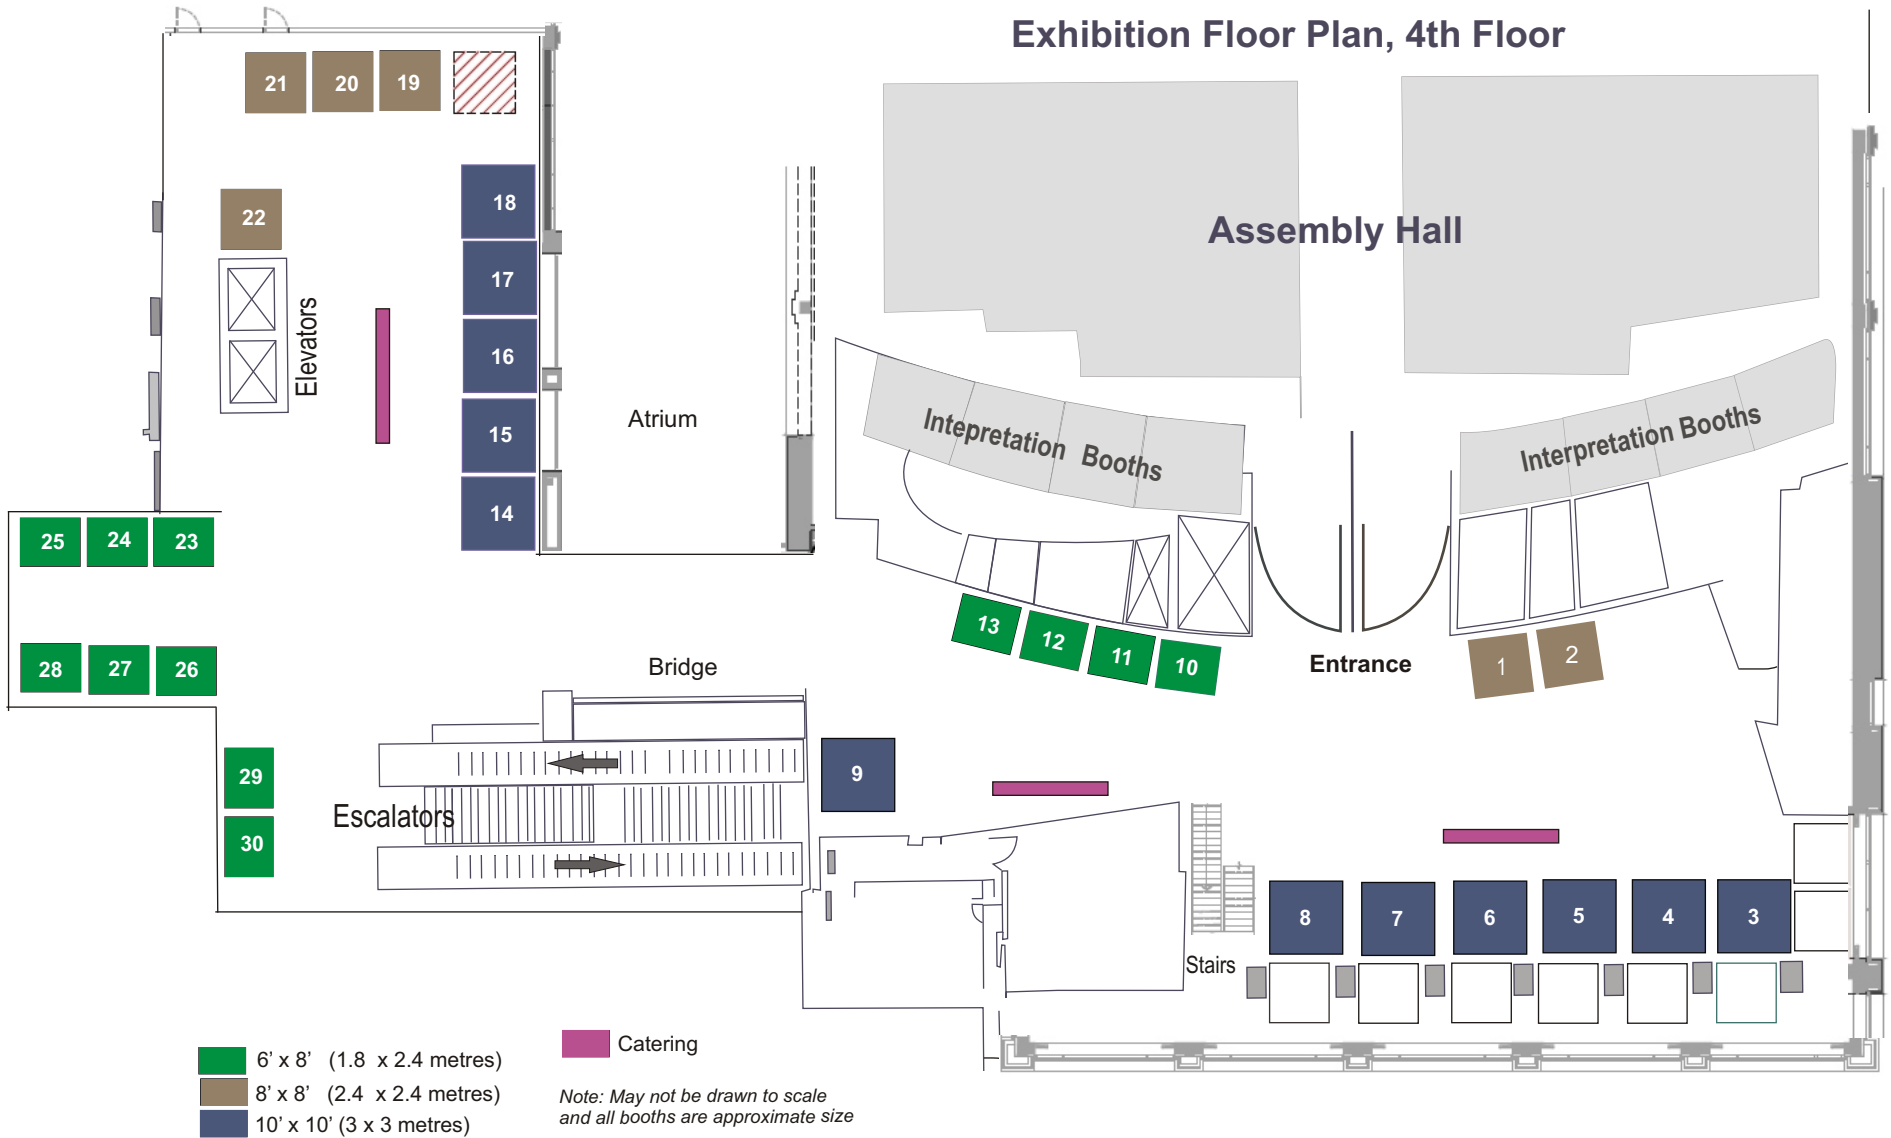 Exhibition Floor Plan, 4th Floor
21
20
19
18
22
17
16
15
14
Elevators
Atrium
Assembly Hall
Intepretation Booths
Interpretation Booths
25
24
23
28
27
26
13
12
11
10
Entrance
1
2
Bridge
29
30
Escalators
9
8
7
6
5
4
3
Stairs
6’ x 8’ (1.8 x 2.4 metres)
8’ x 8’ (2.4 x 2.4 metres)
10’ x 10’ (3 x 3 metres)
Catering
Note: May not be drawn to scale
and all booths are approximate size